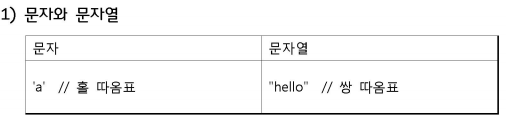 1) 문자와 문자열
문자 문자열
'a' // 홀 따옴표 "hello" // 쌍 따옴표